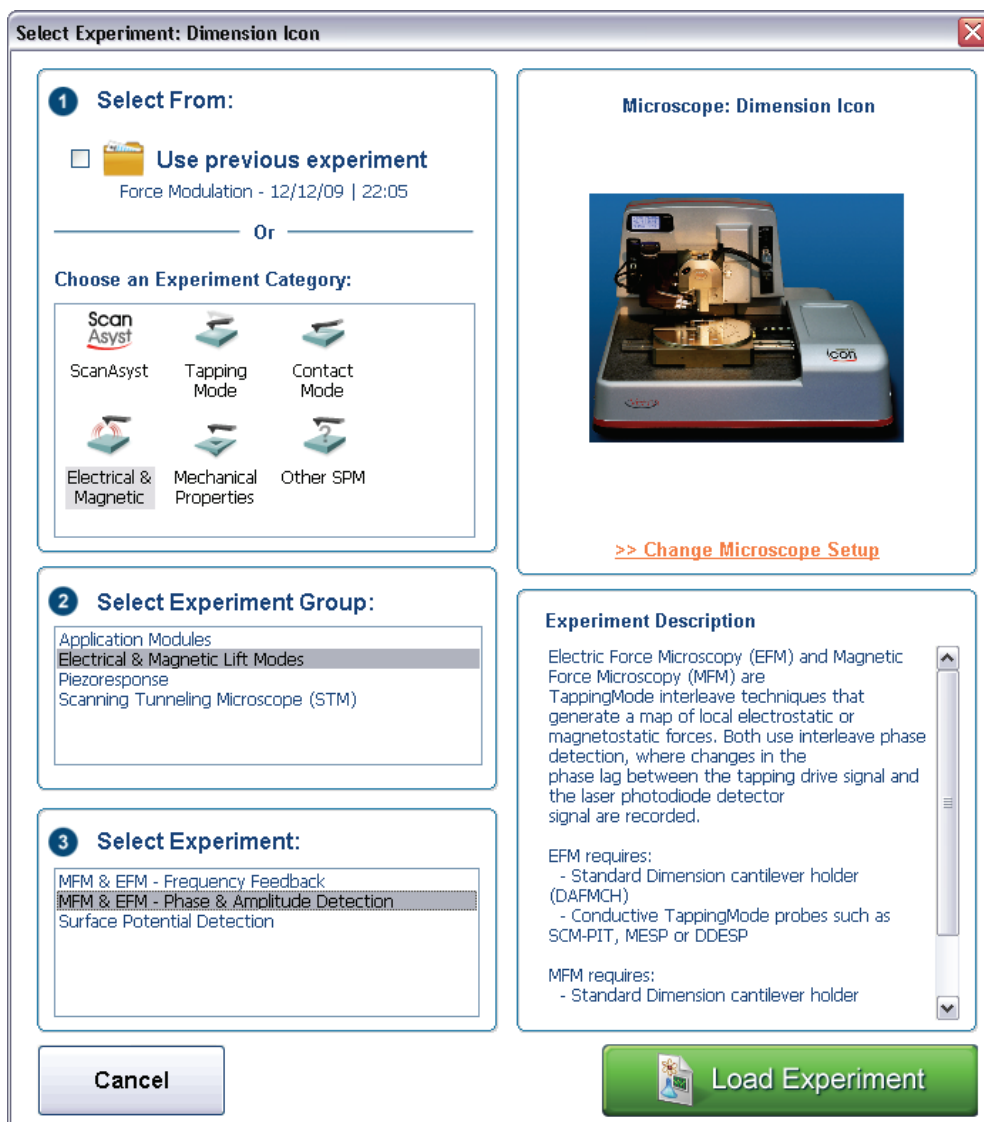 Select Experiment: Dimension Icon
1 Select From:
Use previous experiment
Force Modulation - 12/12/09 | 22:05
Or
Choose an Experiment Category:
Scan
Asyst
ScanAsyst
Tapping
Mode
Contact
Mode
?
Electrical &
Magnetic
Mechanical
Properties
Other SPM
2 Select Experiment Group:
Application Modules
Electrical & Magnetic Lift Modes
Piezoresponse
Scanning Tunneling Microscope (STM)
3 Select Experiment:
MFM & EFM - Frequency Feedback
MFM & EFM - Phase & Amplitude Detection
Surface Potential Detection
Cancel
Microscope: Dimension Icon
Icon
>> Change Microscope Setup
Experiment Description
Electric Force Microscopy (EFM) and Magnetic
Force Microscopy (MFM) are
TappingMode interleave techniques that
generate a map of local electrostatic or
magnetostatic forces. Both use interleave phase
detection, where changes in the
phase lag between the tapping drive signal and
the laser photodiode detector
signal are recorded.
EFM requires:
- Standard Dimension cantilever holder
(DAFMCH)
- Conductive TappingMode probes such as
SCM-PIT, MESP or DDESP
MFM requires:
- Standard Dimension cantilever holder
Load Experiment